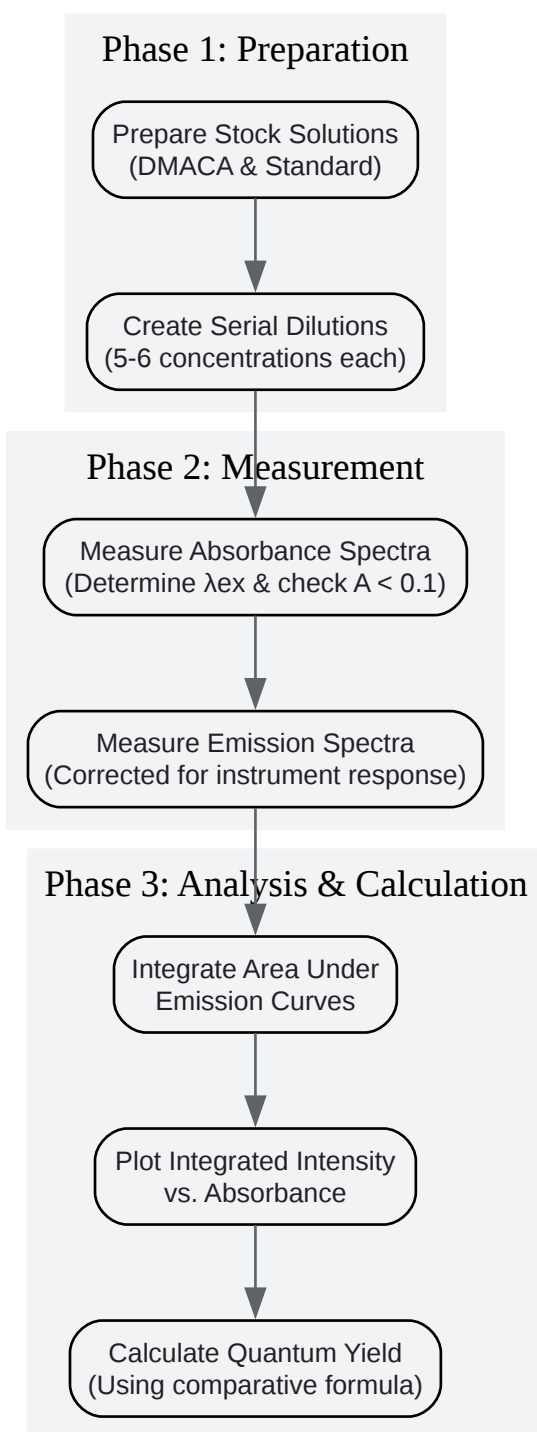 Phase 1: Preparation
Prepare Stock Solutions
(DMACA & Standard)
Create Serial Dilutions
(5-6 concentrations each)
Phase 2: Measurement
Measure Absorbance Spectra
(Determine λex & check A < 0.1)
Measure Emission Spectra
(Corrected for instrument response)
Phase 3: Analysis & Calculation
Integrate Area Under
Emission Curves
Plot Integrated Intensity
vs. Absorbance
Calculate Quantum Yield
(Using comparative formula)